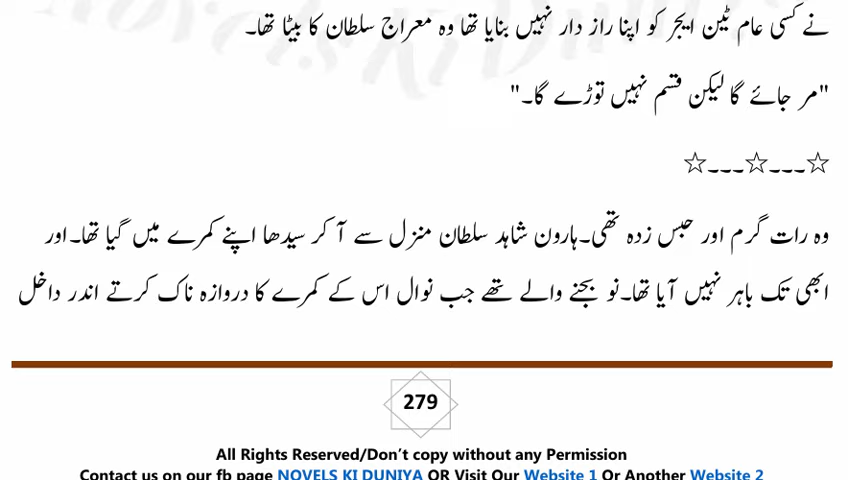 نے کسی عام ٹین ایجر کو اپنا راز دار نہیں بنایا تھا وہ معراج سلطان کا بیٹا تھا۔
"مر جائے گا لیکن قسم نہیں توڑے گا۔"
☆---☆---☆
وہ رات گرم اور حبس زدہ تھی۔ہارون شاہد سلطان منزل سے آ کر سیدھا اپنے کمرے میں گیا تھا۔اور
ابھی تک باہر نہیں آیا تھا۔نو بجنے والے تھے جب نوال اس کے کمرے کا دروازہ ناک کرتے اندر داخل
279
All Rights Reserved/Don’t copy without any Permission
Contact us on our fb page NOVELS KI DUNIYA OR Visit Our Website 1 Or Another Website 2